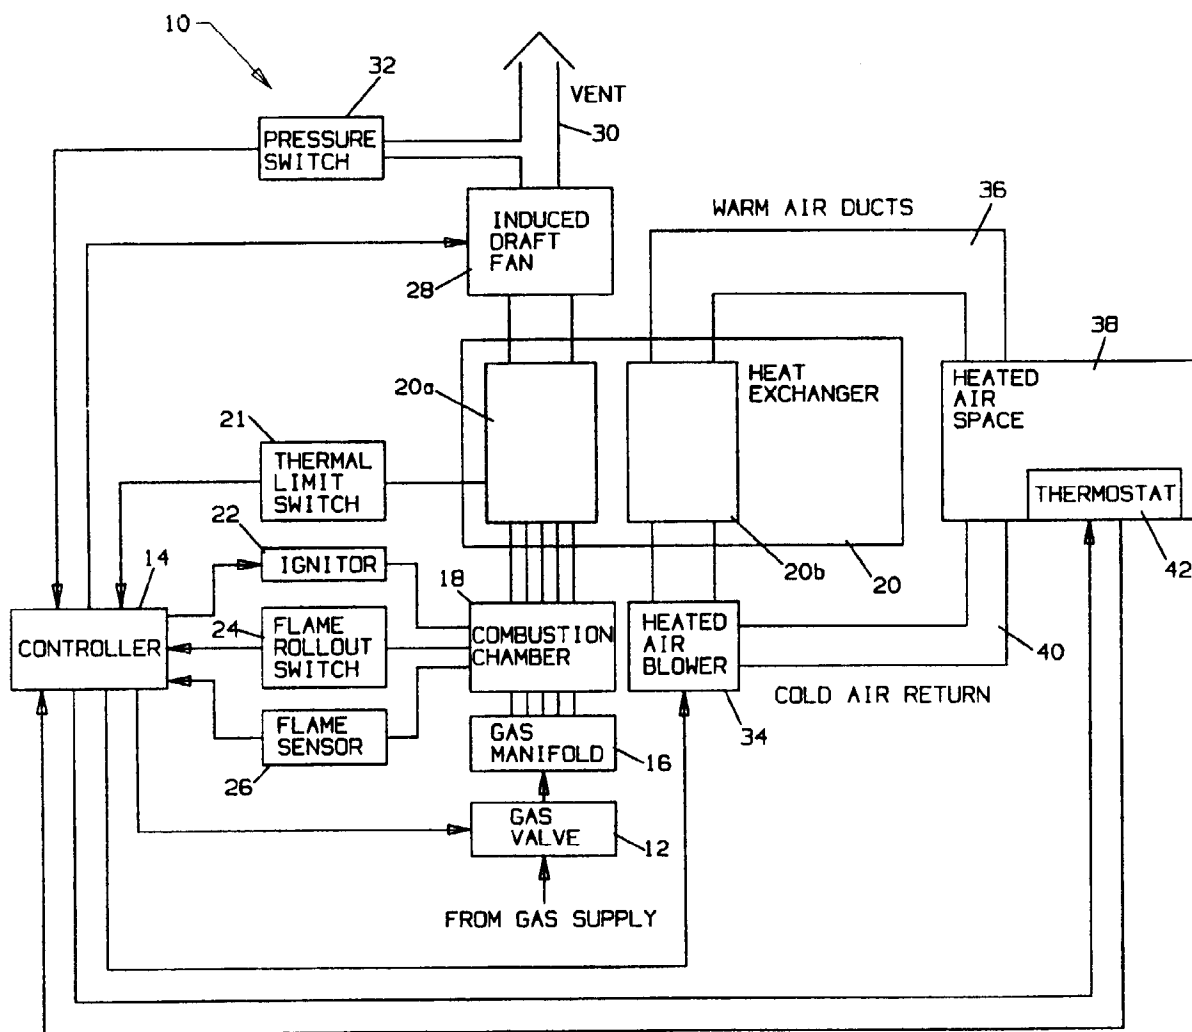 10
32
VENT
30
PRESSURE
SWITCH
36
WARM AIR DUCTS
INDUCED
DRAFT
FAN
28
38
20a
HEAT
EXCHANGER
HEATED
AIR
SPACE
21
THERMAL
LIMIT
SWITCH
THERMOSTAT
22
IGNITOR
14
18
20b
20
42
CONTROLLER
24
FLAME
ROLLOUT
SWITCH
COMBUSTION
CHAMBER
HEATED
AIR
BLOWER
40
COLD AIR RETURN
FLAME
SENSOR
26
GAS
MANIFOLD
16
34
GAS
VALVE
12
FROM GAS SUPPLY